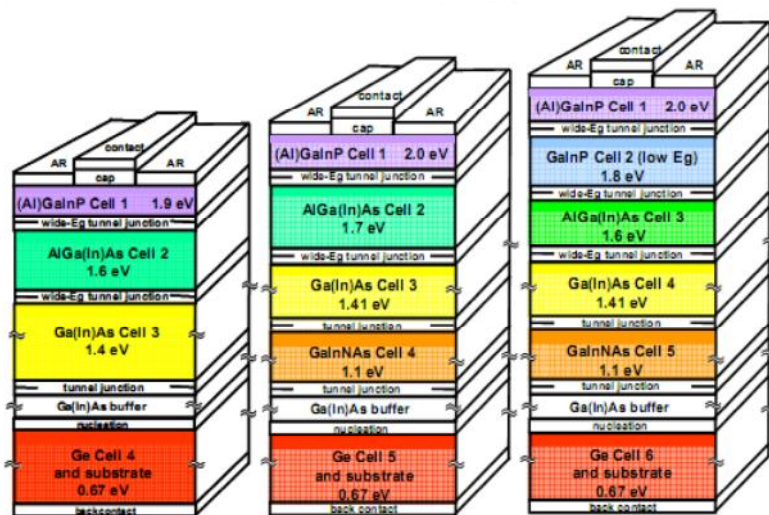 contact
AR
AR
cap
(Al)GaInP Cell 1 1.9 eV
wide-Eg tunnel junction
AlGa(In)As Cell 2
1.6 eV
wide-Eg tunnel junction
Ga(In)As Cell 3
1.4 eV
tunnel junction
Ga(In)As buffer
nucleation
Ge Cell 4
and substrate
0.67 eV
back contact
contact
AR
AR
cap
(Al)GaInP Cell 1 2.0 eV
wide-Eg tunnel junction
AlGa(In)As Cell 2
1.7 eV
wide-Eg tunnel junction
Ga(In)As Cell 3
1.41 eV
tunnel junction
GaInNAs Cell 4
1.1 eV
tunnel junction
Ga(In)As buffer
nucleation
Ge Cell 5
and substrate
0.67 eV
back contact
contact
AR
AR
cap
(Al)GaInP Cell 1 2.0 eV
wide-Eg tunnel junction
GaInP Cell 2 (low Eg)
1.8 eV
wide-Eg tunnel junction
AlGa(In)As Cell 3
1.6 eV
wide-Eg tunnel junction
Ga(In)As Cell 4
1.41 eV
tunnel junction
GaInNAs Cell 5
1.1 eV
tunnel junction
Ga(In)As buffer
nucleation
Ge Cell 6
and substrate
0.67 eV
back contact